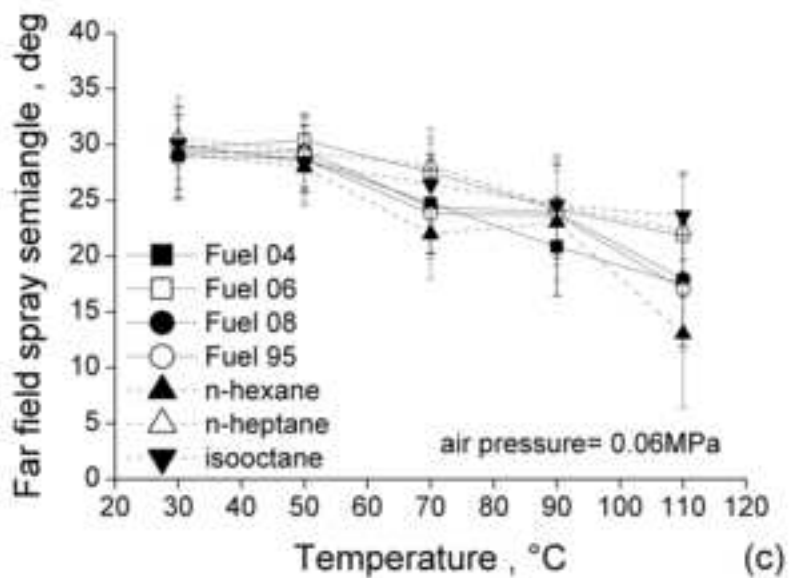 40
35
30
25
20
15
10
5
0
Far field spray semiangle , deg
Fuel 04
Fuel 06
Fuel 08
Fuel 95
n-hexane
n-heptane
isooctane
air pressure= 0.06MPa
20 30 40 50 60 70 80 90 100 110 120
Temperature , °C (c)